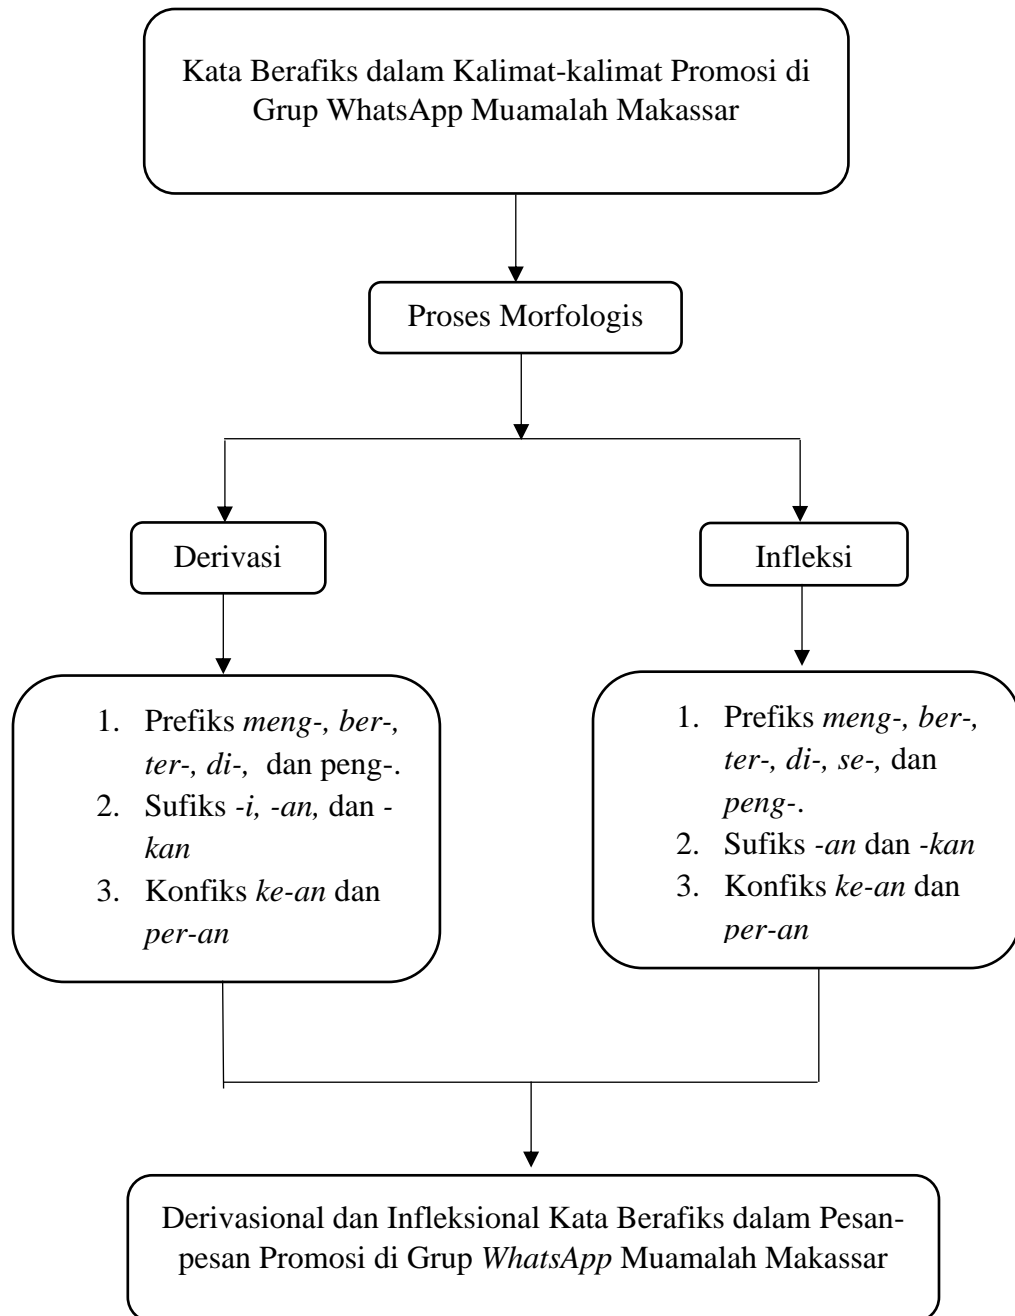 Kata Berafiks dalam Kalimat-kalimat Promosi di
Grup WhatsApp Muamalah Makassar
Proses Morfologis
Derivasi
Infleksi
1. Prefiks meng-, ber-,
ter-, di-, dan peng-.
2. Sufiks -i, -an, dan -
kan
3. Konfiks ke-an dan
per-an
1. Prefiks meng-, ber-,
ter-, di-, se-, dan
peng-.
2. Sufiks -an dan -kan
3. Konfiks ke-an dan
per-an
Derivasional dan Infleksional Kata Berafiks dalam Pesan-
pesan Promosi di Grup WhatsApp Muamalah Makassar